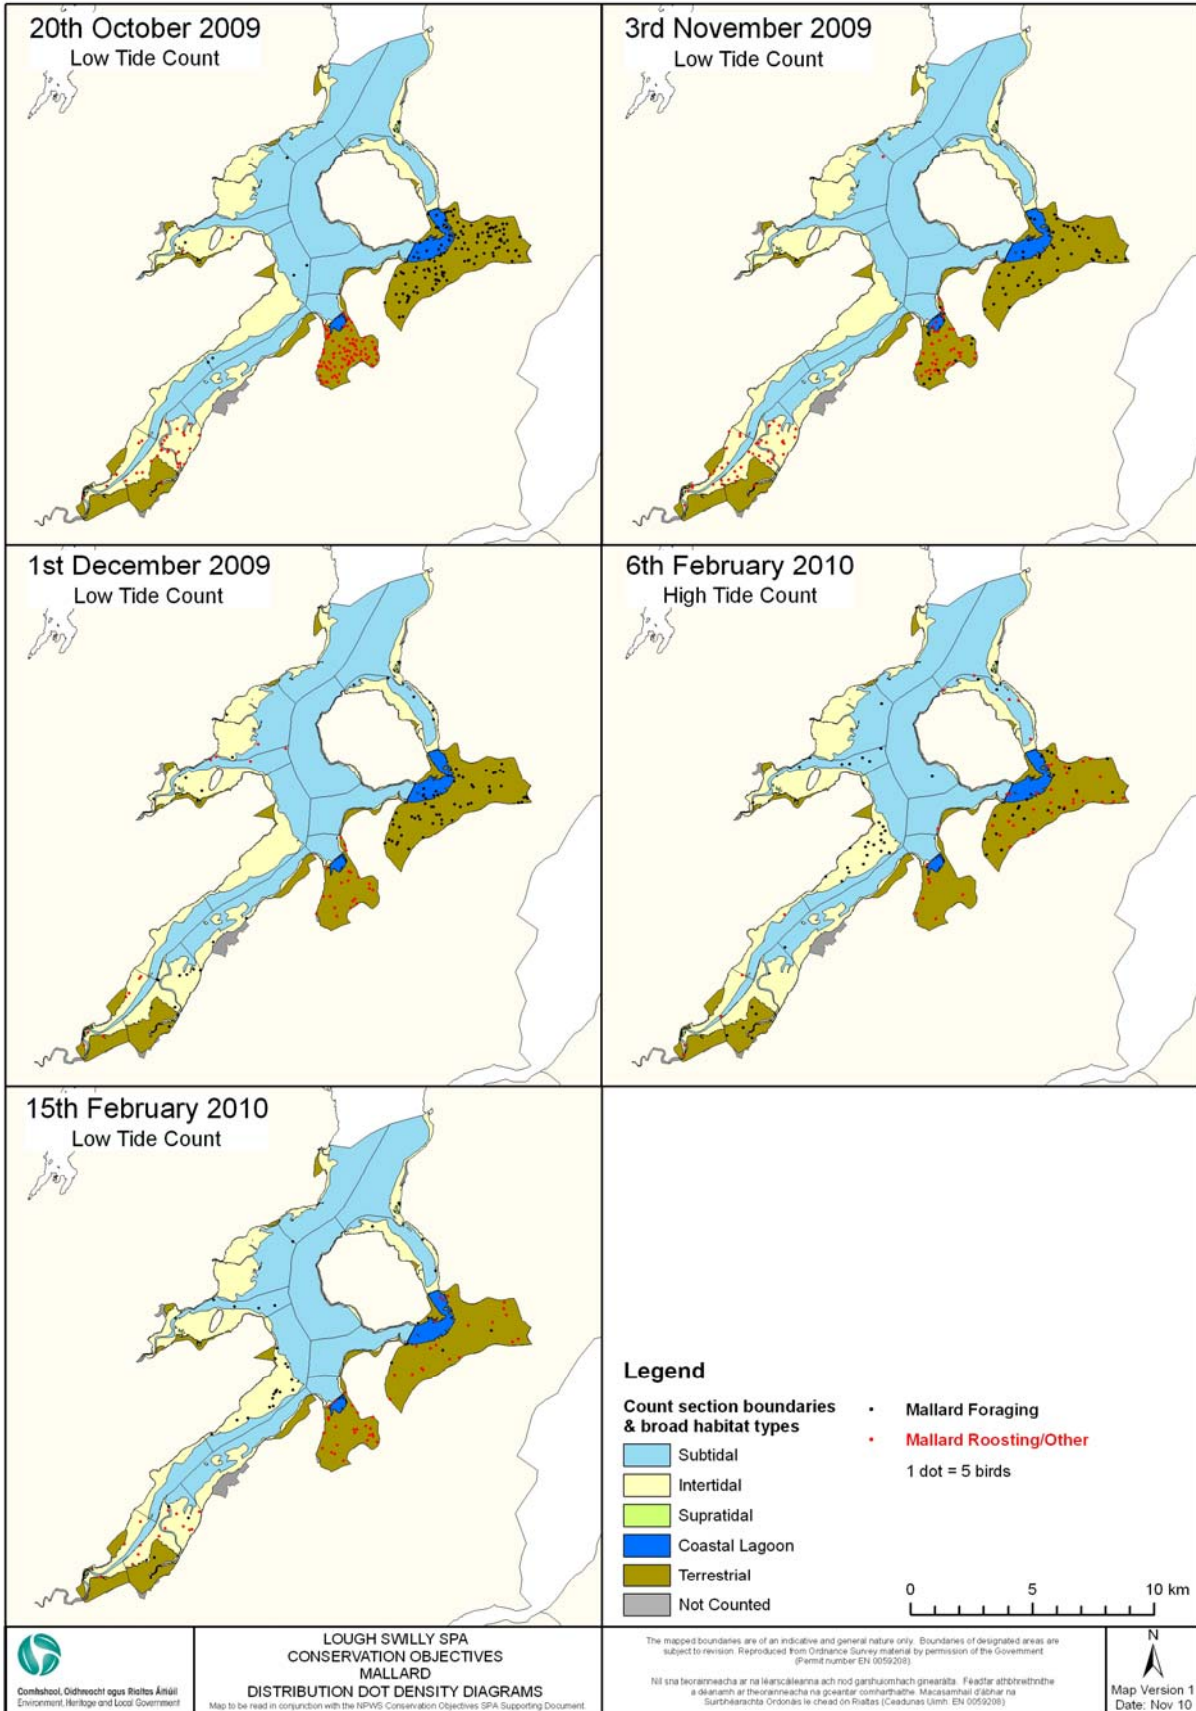 20th October 2009
Low Tide Count
3rd November 2009
Low Tide Count
1st December 2009
Low Tide Count
6th February 2010
High Tide Count
15th February 2010
Low Tide Count
Legend
Count section boundaries
& broad habitat types
Subtidal
Intertidal
Supratidal
Coastal Lagoon
Terrestrial
Not Counted
Mallard Foraging
Mallard Roosting/Other
1 dot = 5 birds
0 5 10 km
Comhshaol, Oidhreacht agus Rialtas Áitiúil
Environment, Heritage and Local Government
LOUGH SWILLY SPA
CONSERVATION OBJECTIVES
MALLARD
DISTRIBUTION DOT DENSITY DIAGRAMS
Map to be read in conjunction with the NPWS Conservation Objectives SPA Supporting Document.
The mapped boundaries are of an indicative and general nature only. Boundaries of designated areas are
subject to revision. Reproduced from Ordnance Survey material by permission of the Government
(Permit number EN 0059208).
Níl sna teorainneacha ar na
N
Map Version 1
Date: Nov 10